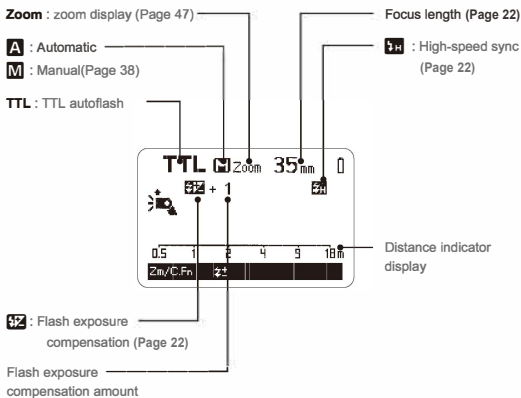 Zoom : zoom display (Page 47)
Focus length (Page 22)
A : Automatic
H : High-speed sync
(Page 22)
M : Manual(Page 38)
TTL : TTL autoflash
TTL M Zoom 35mm
+ 1
H
0.5 1 2 4 9 18m
Zm/C.Fn ±
Distance indicator
display
: Flash exposure
compensation (Page 22)
Flash exposure
compensation amount